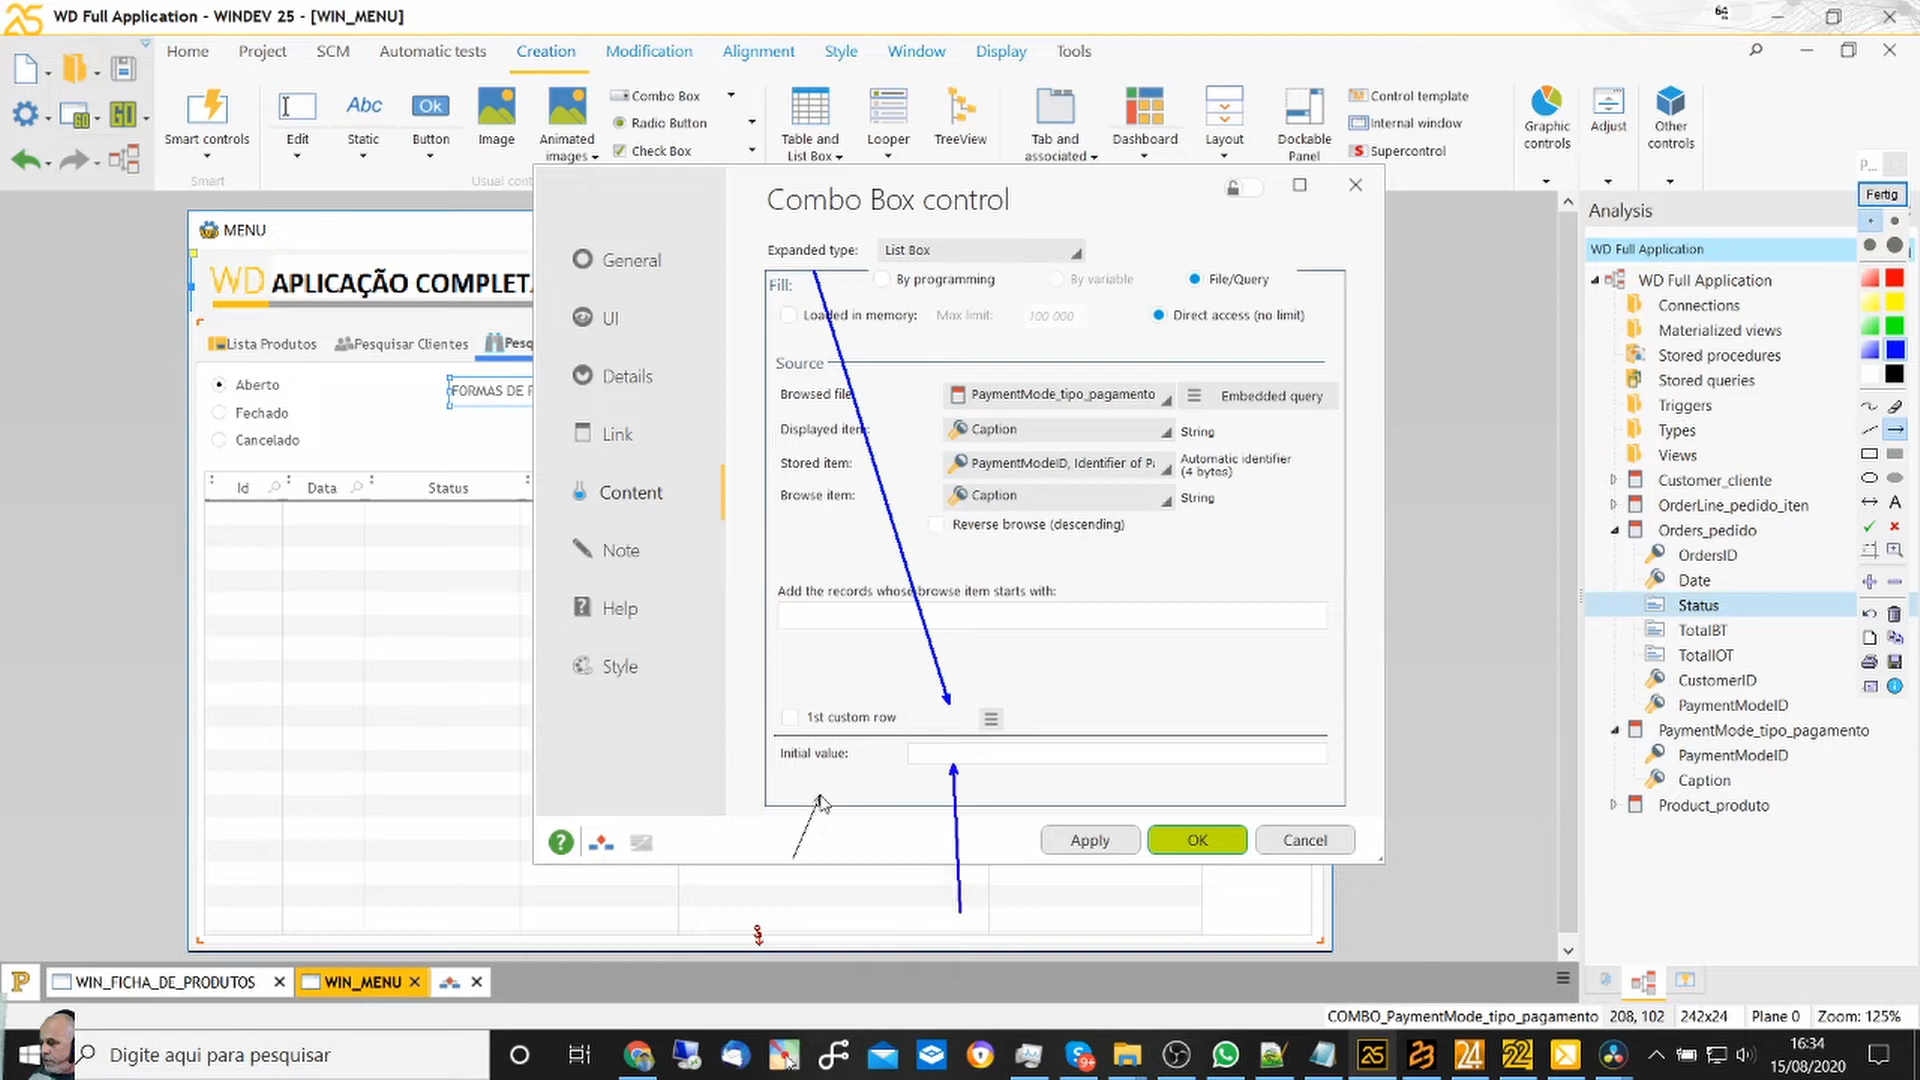 WD Full Application - WINDEV 25 - [WIN_MENU]
64
Home Project SCM Automatic tests Creation Modification Alignment Style Window Display Tools
Smart controls
Edit
Abc
Static
Ok
Button
Image
Animated images
Combo Box
Radio Button
Check Box
Table and List Box
Looper
TreeView
Tab and associated
Dashboard
Layout
Dockable Panel
Control template
Internal window
Supercontrol
Graphic controls
Adjust
Other controls
GO
GO
Smart
Usual cont
P...
Fertig
MENU
WD APLICAÇÃO COMPLET
Lista Produtos
Pesquisar Clientes
Pesq
Aberto
Fechado
Cancelado
FORMAS DE P
Id Data Status
Combo Box control
General
UI
Details
Link
Content
Note
Help
Style
Expanded type: List Box
Fill: By programming By variable File/Query
Loaded in memory: Max limit: 100 000 Direct access (no limit)
Source
Browsed file PaymentMode_tipo_pagamento Embedded query
Displayed item: Caption String
Stored item: PaymentModeID, Identifier of Pa Automatic identifier (4 bytes)
Browse item: Caption String
Reverse browse (descending)
Add the records whose browse item starts with:
1st custom row
Initial value:
Apply OK Cancel
Analysis
WD Full Application
WD Full Application
Connections
Materialized views
Stored procedures
Stored queries
Triggers
Types
Views
Customer_cliente
OrderLine_pedido_iten
Orders_pedido
OrdersID
Date
Status
TotalBT
TotalIOT
CustomerID
PaymentModeID
PaymentMode_tipo_pagamento
PaymentModeID
Caption
Product_produto
WIN_FICHA_DE_PRODUTOS
WIN_MENU
COMBO_PaymentMode_tipo_pagamento 208, 102 242x24 Plane 0 Zoom: 125%
Digite aqui para pesquisar
16:34
15/08/2020